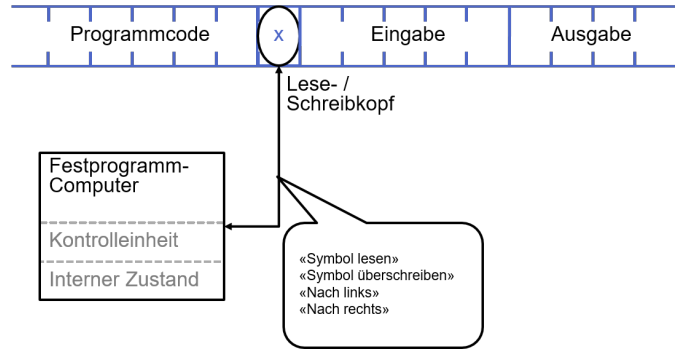 Programmcode
x
Eingabe
Ausgabe
Lese- /
Schreibkopf
Festprogramm-
Computer
Kontrolleinheit
Interner Zustand
«Symbol lesen»
«Symbol überschreiben»
«Nach links»
«Nach rechts»